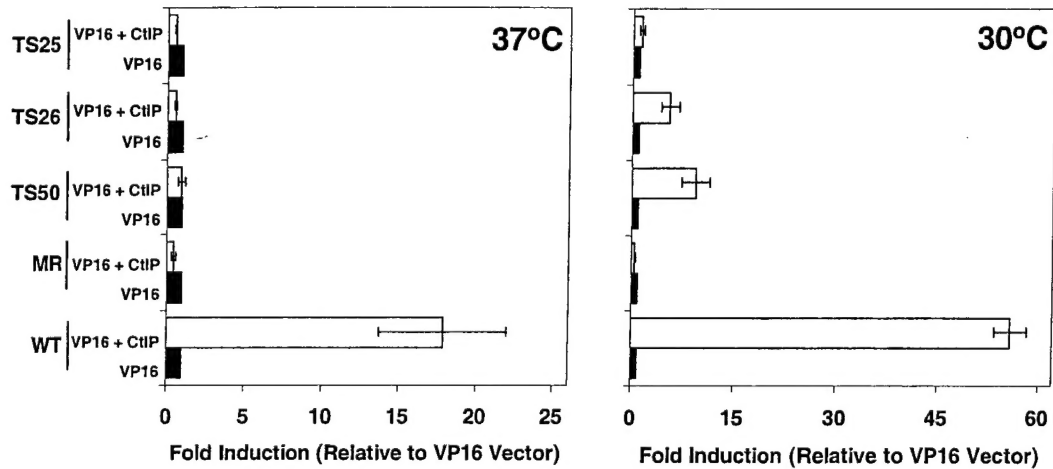 37ºC
30ºC
TS25
VP16 + CtIP
VP16
TS26
VP16 + CtIP
VP16
TS50
VP16 + CtIP
VP16
MR
VP16 + CtIP
VP16
WT
VP16 + CtIP
VP16
0 5 10 15 20 25
0 15 30 45 60
Fold Induction (Relative to VP16 Vector)
Fold Induction (Relative to VP16 Vector)